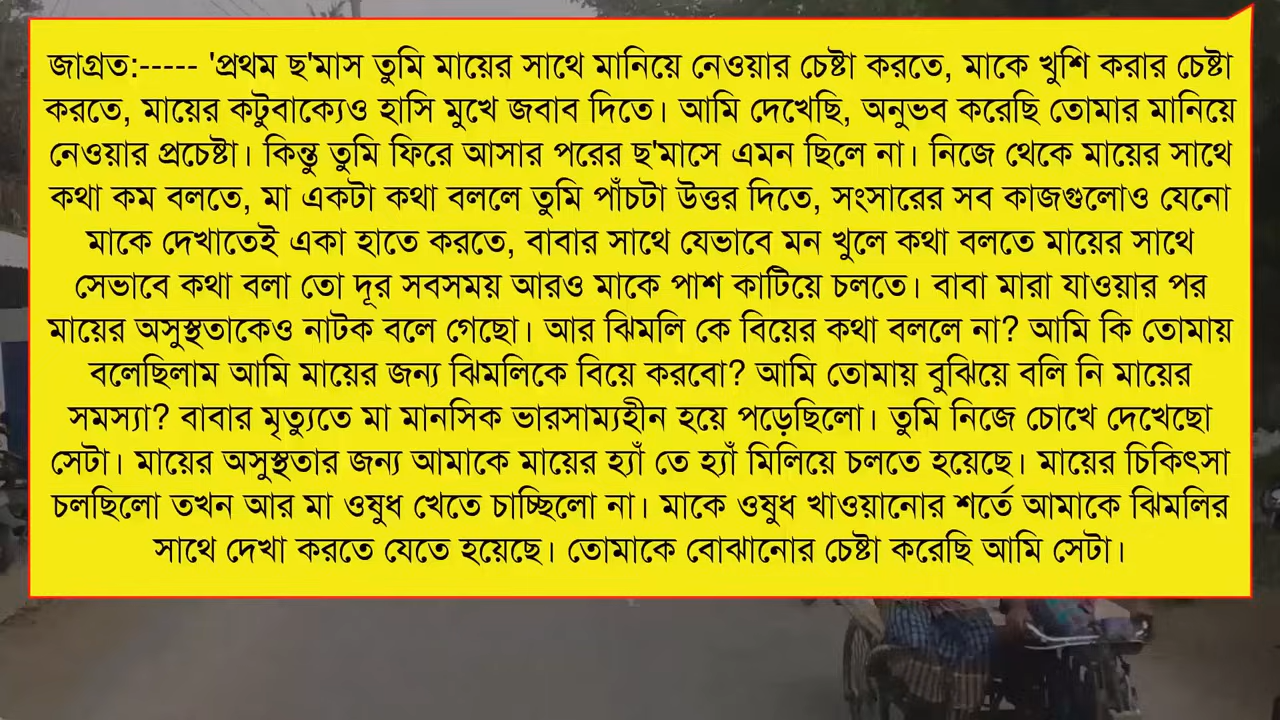 জাগ্রত:----- 'প্রথম ছ'মাস তুমি মায়ের সাথে মানিয়ে নেওয়ার চেষ্টা করতে, মাকে খুশি করার চেষ্টা
করতে, মায়ের কটুবাক্যেও হাসি মুখে জবাব দিতে। আমি দেখেছি, অনুভব করেছি তোমার মানিয়ে
নেওয়ার প্রচেষ্টা। কিন্তু তুমি ফিরে আসার পরের ছ'মাসে এমন ছিলে না। নিজে থেকে মায়ের সাথে
কথা কম বলতে, মা একটা কথা বললে তুমি পাঁচটা উত্তর দিতে, সংসারের সব কাজগুলোও যেনো
মাকে দেখাতেই একা হাতে করতে, বাবার সাথে যেভাবে মন খুলে কথা বলতে মায়ের সাথে
সেভাবে কথা বলা তো দূর সবসময় আরও মাকে পাশ কাটিয়ে চলতে। বাবা মারা যাওয়ার পর
মায়ের অসুস্থতাকেও নাটক বলে গেছো। আর ঝিমলি কে বিয়ের কথা বললে না? আমি কি তোমায়
বলেছিলাম আমি মায়ের জন্য ঝিমলিকে বিয়ে করবো? আমি তোমায় বুঝিয়ে বলি নি মায়ের
সমস্যা? বাবার মৃত্যুতে মা মানসিক ভারসাম্যহীন হয়ে পড়েছিলো। তুমি নিজে চোখে দেখেছো
সেটা। মায়ের অসুস্থতার জন্য আমাকে মায়ের হ্যাঁ তে হ্যাঁ মিলিয়ে চলতে হয়েছে। মায়ের চিকিৎসা
চলছিলো তখন আর মা ওষুধ খেতে চাচ্ছিলো না। মাকে ওষুধ খাওয়ানোর শর্তে আমাকে ঝিমলির
সাথে দেখা করতে যেতে হয়েছে। তোমাকে বোঝানোর চেষ্টা করেছি আমি সেটা।